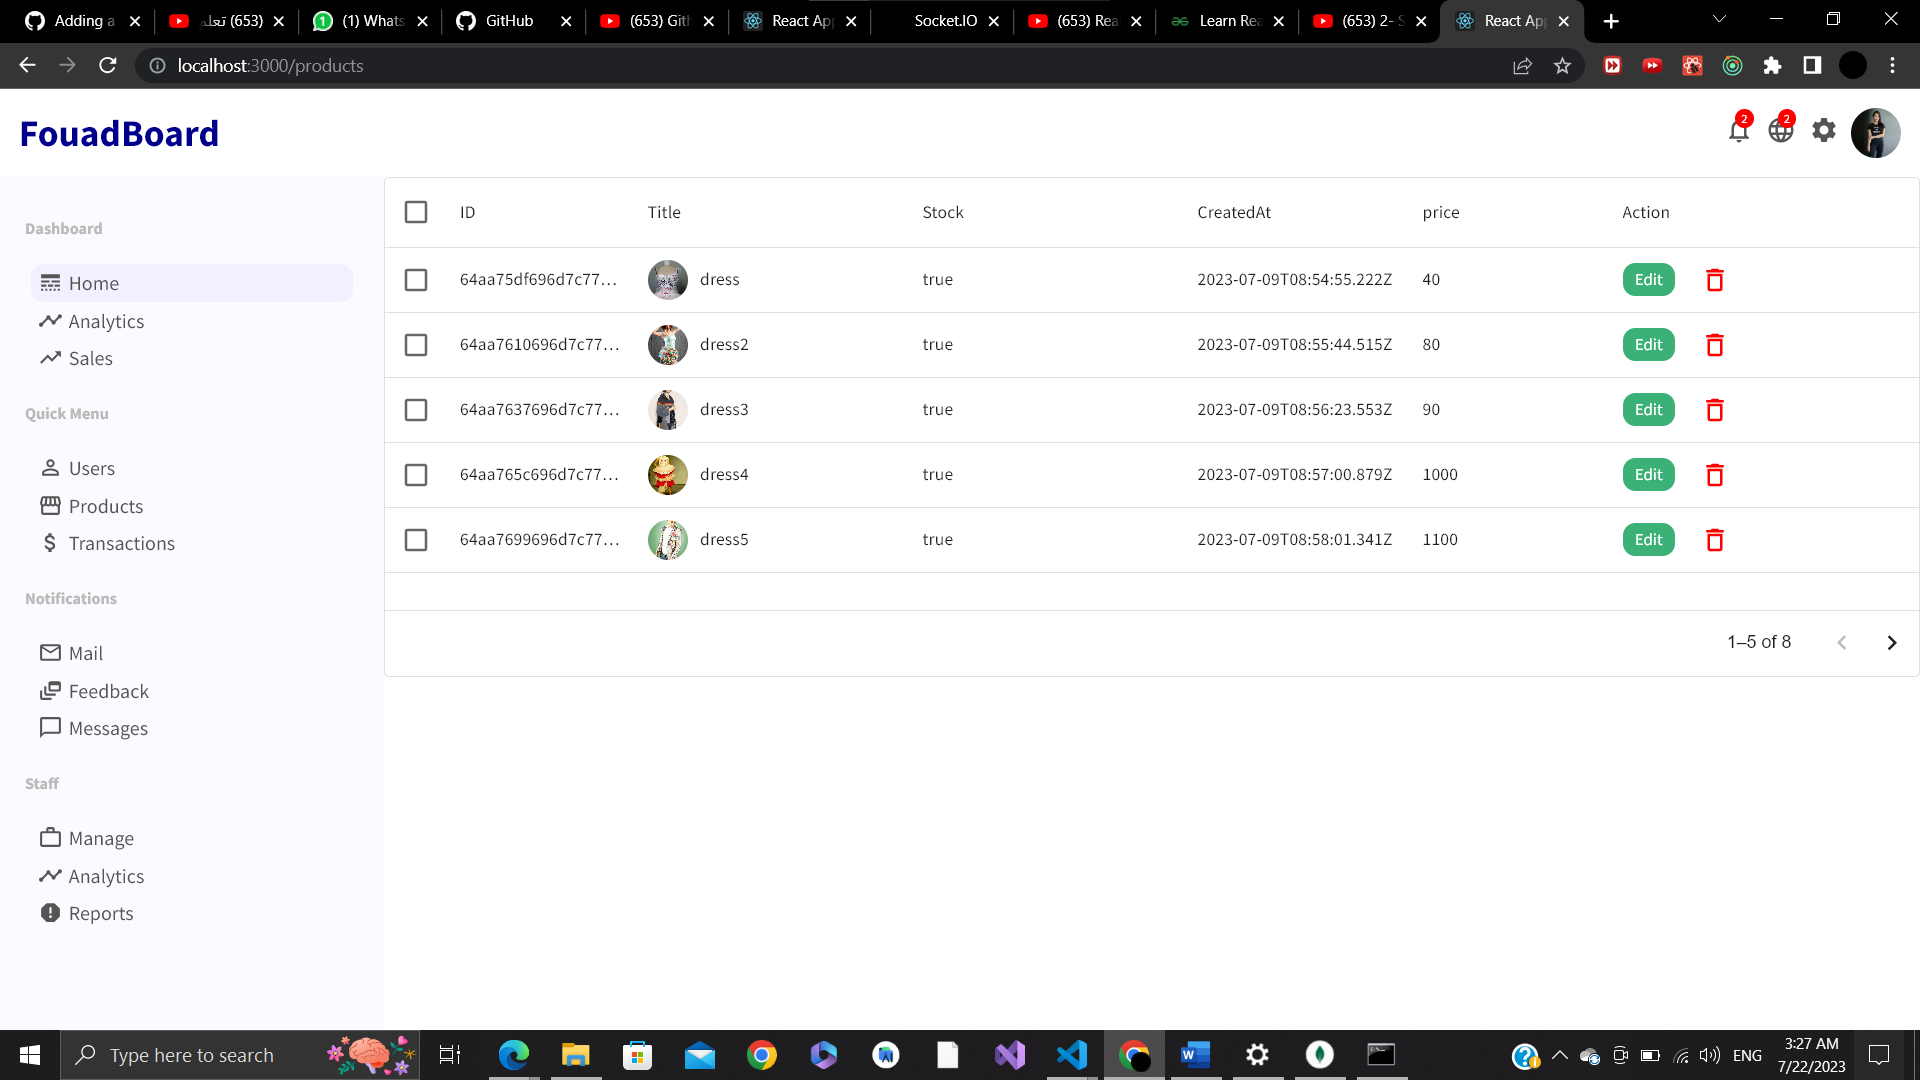 Adding a
(653) تعلم
(1) Whats
GitHub
(653) Gith
React App
Socket.IO
(653) Rea
Learn Rea
(653) 2- S
React App
localhost:3000/products
FouadBoard
2
2
Dashboard
Home
Analytics
Sales
Quick Menu
Users
Products
Transactions
Notifications
Mail
Feedback
Messages
Staff
Manage
Analytics
Reports
ID Title Stock CreatedAt price Action
64aa75df696d7c77... dress true 2023-07-09T08:54:55.222Z 40 Edit
64aa7610696d7c77... dress2 true 2023-07-09T08:55:44.515Z 80 Edit
64aa7637696d7c77... dress3 true 2023-07-09T08:56:23.553Z 90 Edit
64aa765c696d7c77... dress4 true 2023-07-09T08:57:00.879Z 1000 Edit
64aa7699696d7c77... dress5 true 2023-07-09T08:58:01.341Z 1100 Edit
1–5 of 8
Type here to search
ENG
3:27 AM
7/22/2023